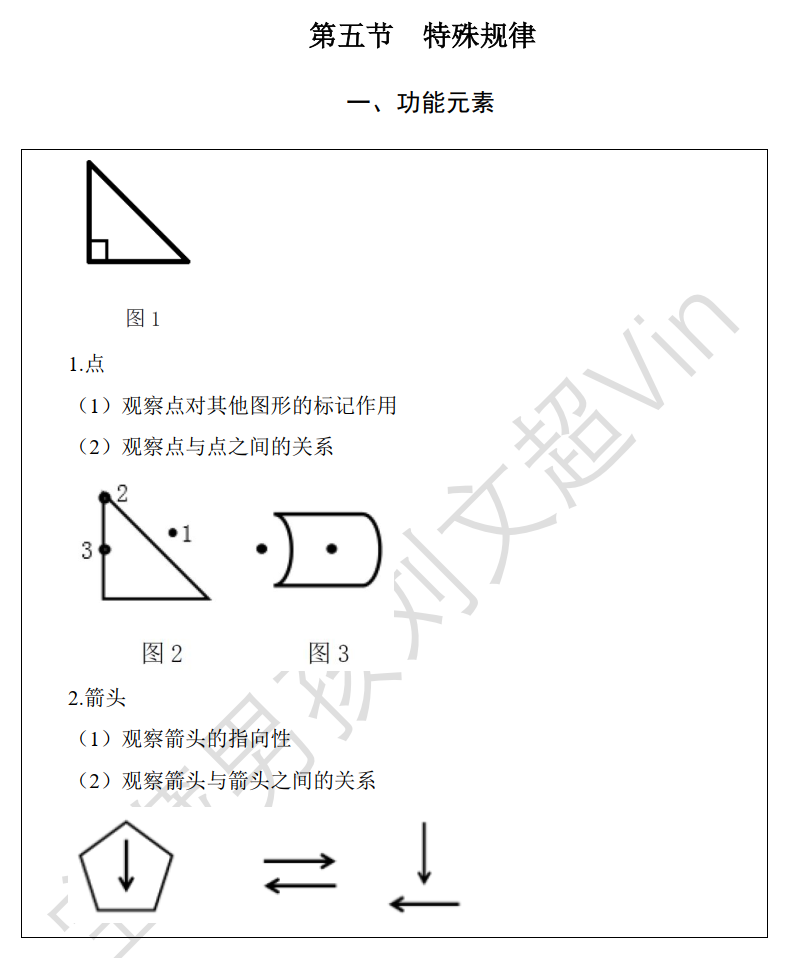 第五节 特殊规律
一、功能元素
图 1
1.点
（1）观察点对其他图形的标记作用
（2）观察点与点之间的关系
2
1
3
图 2
图 3
2.箭头
（1）观察箭头的指向性
（2）观察箭头与箭头之间的关系
男孩刘文超Vin